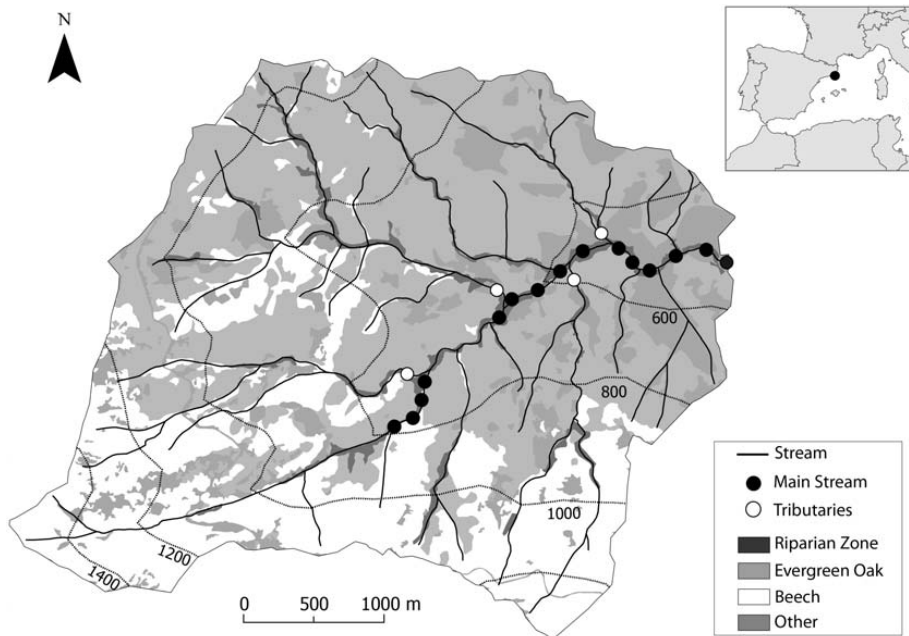 N
600
800
1000
1200
1400
0 500 1000 m
Stream
Main Stream
Tributaries
Riparian Zone
Evergreen Oak
Beech
Other